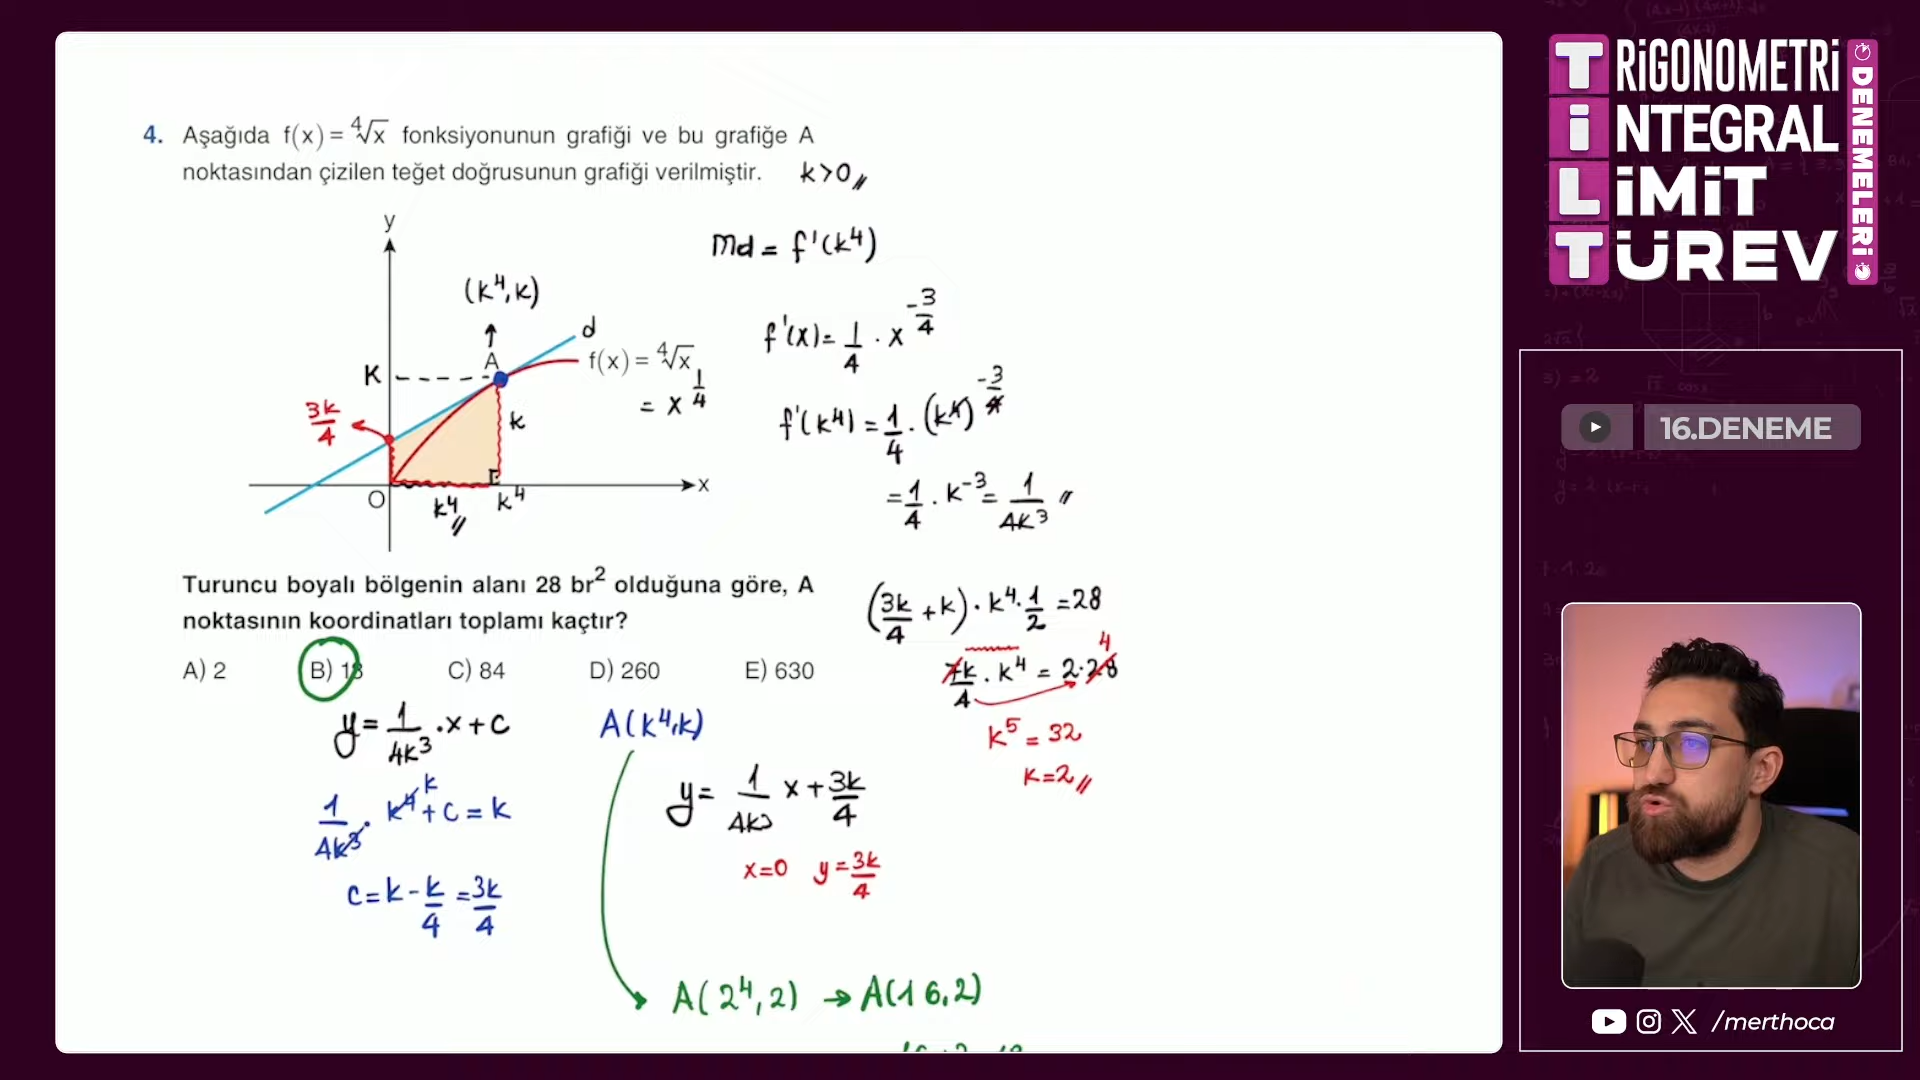 4. Aşağıda f(x) = ∜x fonksiyonunun grafiği ve bu grafiğe A
noktasından çizilen teğet doğrusunun grafiği verilmiştir. k>0
y
(k⁴, k)
d
A
f(x) = ∜x
= x^(1/4)
K
3k/4
k
O
k⁴
k⁴
x
md = f'(k⁴)
f'(x) = 1/4 · x^(-3/4)
f'(k⁴) = 1/4 · (k⁴)^(-3/4)
= 1/4 · k⁻³ = 1/4k³
Turuncu boyalı bölgenin alanı 28 br² olduğuna göre, A
noktasının koordinatları toplamı kaçtır?
A) 2 B) 18 C) 84 D) 260 E) 630
(3k/4 + k) · k⁴ · 1/2 = 28
7k/4 · k⁴ = 2·28
4
k⁵ = 32
k=2
y = 1/4k³ · x + c
1/4k³ · k⁴ + c = k
k
c = k - k/4 = 3k/4
A(k⁴, k)
y = 1/4k³ x + 3k/4
x=0 y = 3k/4
A(2⁴, 2) → A(16, 2)
TRiGONOMETRi
iNTEGRAL
LiMiT
TÜREV
DENEMELERi
16.DENEME
/merthoca